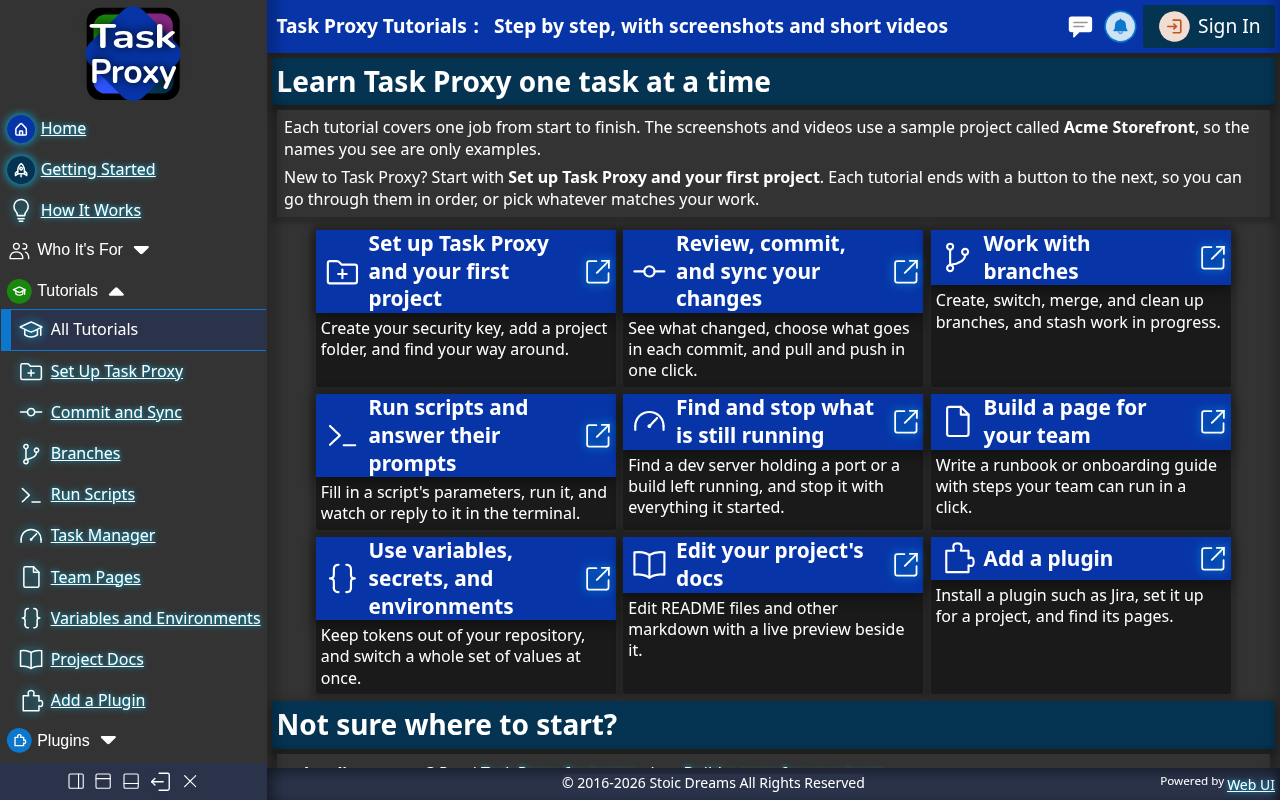 Task
Proxy
Home
Getting Started
How It Works
Who It's For
Tutorials
All Tutorials
Set Up Task Proxy
Commit and Sync
Branches
Run Scripts
Task Manager
Team Pages
Variables and Environments
Project Docs
Add a Plugin
Plugins
Task Proxy Tutorials : Step by step, with screenshots and short videos
Sign In
Learn Task Proxy one task at a time
Each tutorial covers one job from start to finish. The screenshots and videos use a sample project called Acme Storefront, so the
names you see are only examples.
New to Task Proxy? Start with Set up Task Proxy and your first project. Each tutorial ends with a button to the next, so you can
go through them in order, or pick whatever matches your work.
Set up Task Proxy
and your first
project
Create your security key, add a project
folder, and find your way around.
Review, commit,
and sync your
changes
See what changed, choose what goes
in each commit, and pull and push in
one click.
Work with
branches
Create, switch, merge, and clean up
branches, and stash work in progress.
Run scripts and
answer their
prompts
Fill in a script's parameters, run it, and
watch or reply to it in the terminal.
Find and stop what
is still running
Find a dev server holding a port or a
build left running, and stop it with
everything it started.
Build a page for
your team
Write a runbook or onboarding guide
with steps your team can run in a
click.
Use variables,
secrets, and
environments
Keep tokens out of your repository,
and switch a whole set of values at
once.
Edit your project's
docs
Edit README files and other
markdown with a live preview beside
it.
Add a plugin
Install a plugin such as Jira, set it up
for a project, and find its pages.
Not sure where to start?
© 2016-2026 Stoic Dreams All Rights Reserved
Powered by Web UI